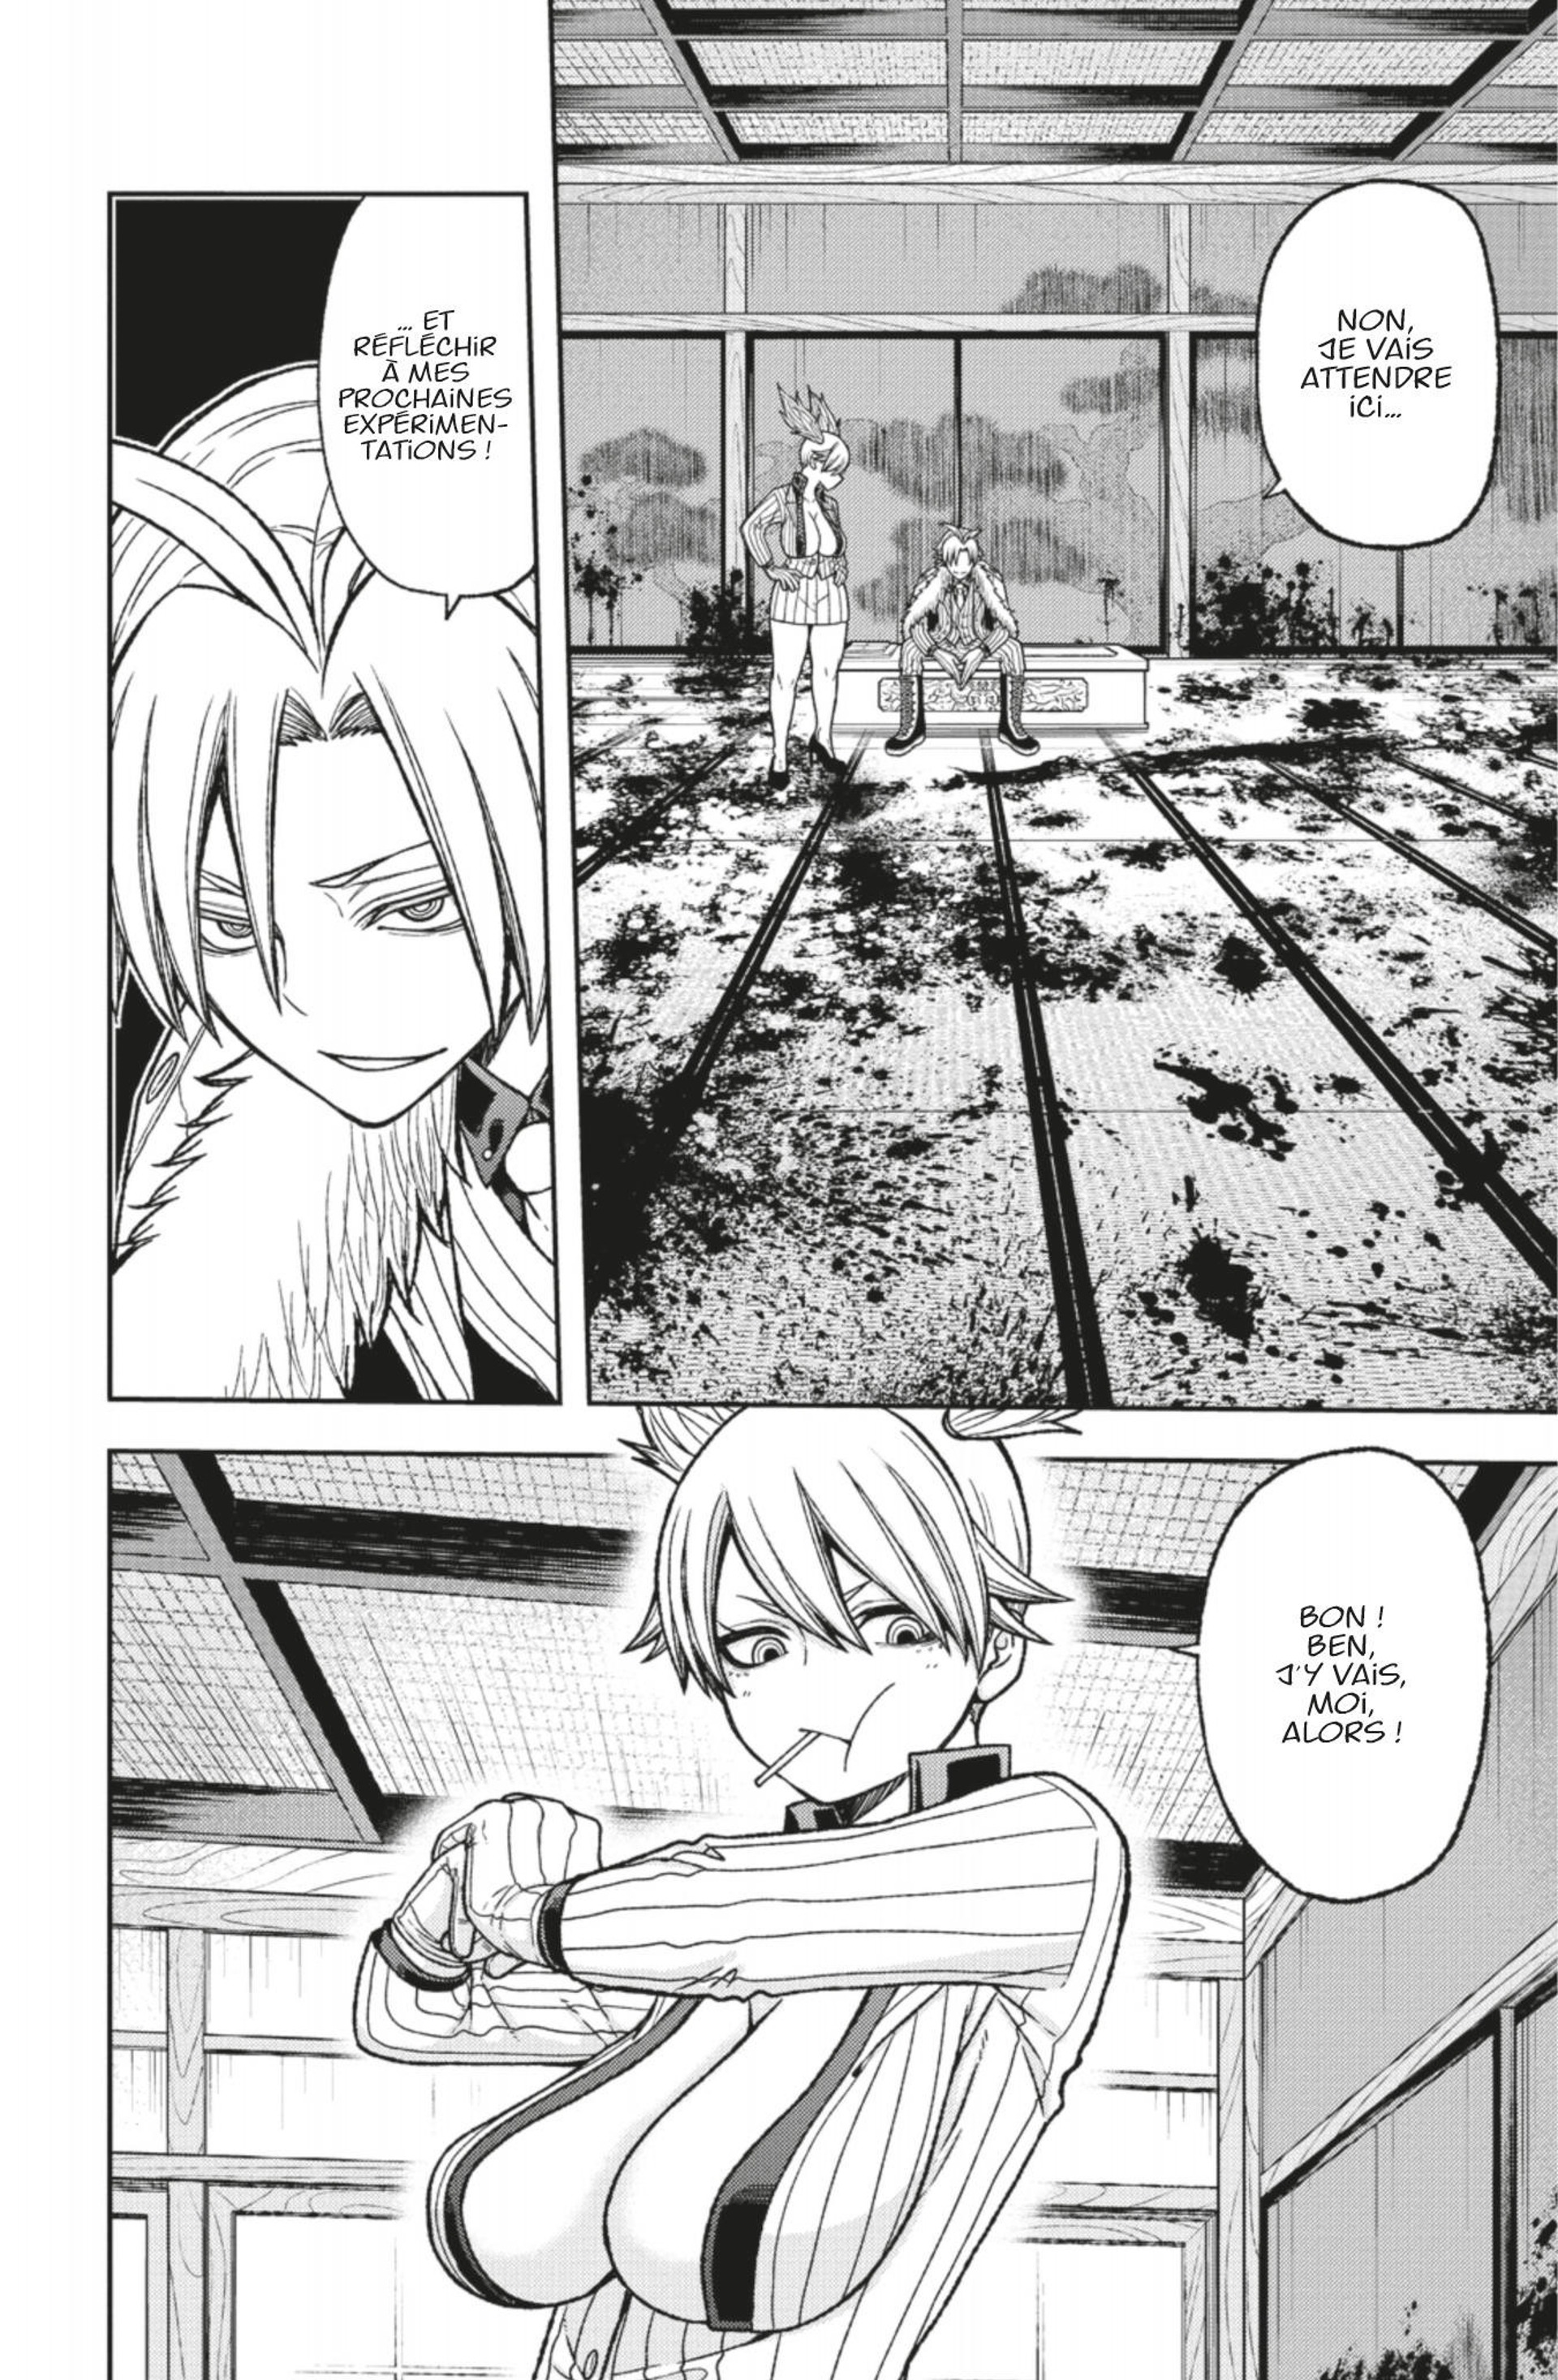 NON,
JE VAIS
ATTENDRE
ICI...
... ET
RÉFLÉCHIR
À MES
PROCHAINES
EXPÉRIMEN-
TATIONS !
BON !
BEN,
J'Y VAIS,
MOI,
ALORS !